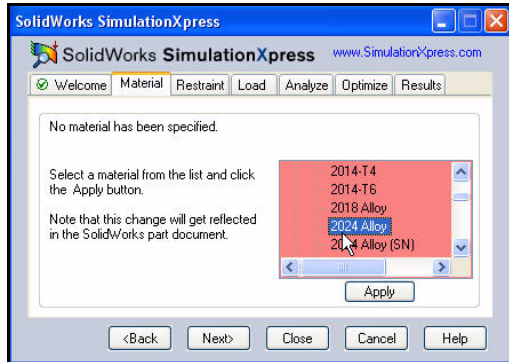 SolidWorks SimulationXpress
SolidWorks SimulationXpress www.SimulationXpress.com
Welcome Material Restraint Load Analyze Optimize Results
No material has been specified.
Select a material from the list and click
the Apply button.
Note that this change will get reflected
in the SolidWorks part document.
2014-T4
2014-T6
2018 Alloy
2024 Alloy
Alloy (SN)
Apply
<Back Next> Close Cancel Help